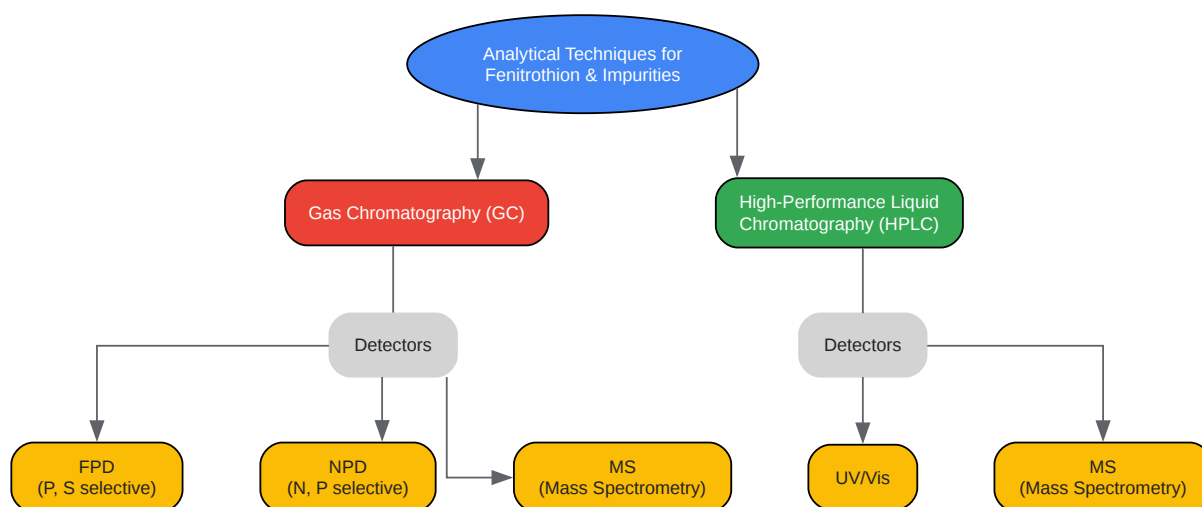 Analytical Techniques for
Fenitrothion & Impurities
Gas Chromatography (GC)
High-Performance Liquid
Chromatography (HPLC)
Detectors
Detectors
FPD
(P, S selective)
NPD
(N, P selective)
MS
(Mass Spectrometry)
UV/Vis
MS
(Mass Spectrometry)